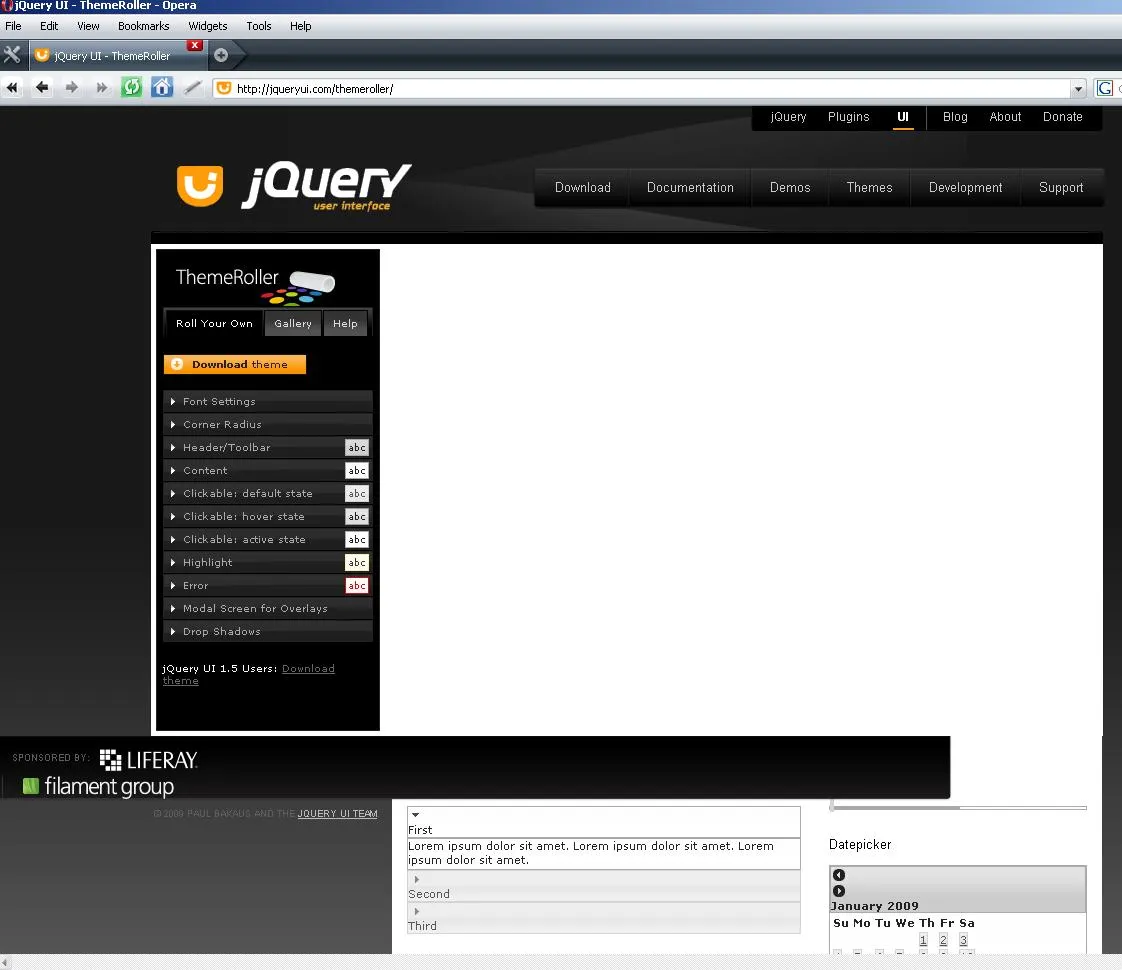 jQuery UI - ThemeRoller - Opera
File Edit View Bookmarks Widgets Tools Help
jQuery UI - ThemeRoller
http://jqueryui.com/themeroller/
jQuery Plugins UI Blog About Donate
jQuery
user interface
Download Documentation Demos Themes Development Support
ThemeRoller
Roll Your Own Gallery Help
Download theme
Font Settings
Corner Radius
Header/Toolbar abc
Content abc
Clickable: default state abc
Clickable: hover state abc
Clickable: active state abc
Highlight abc
Error abc
Modal Screen for Overlays
Drop Shadows
jQuery UI 1.5 Users: Download
theme
SPONSORED BY: LIFERAY.
filament group
© 2009 PAUL BAKAUS AND THE JQUERY UI TEAM
First
Lorem ipsum dolor sit amet. Lorem ipsum dolor sit amet. Lorem
ipsum dolor sit amet.
Second
Third
Datepicker
January 2009
Su Mo Tu We Th Fr Sa
1 2 3